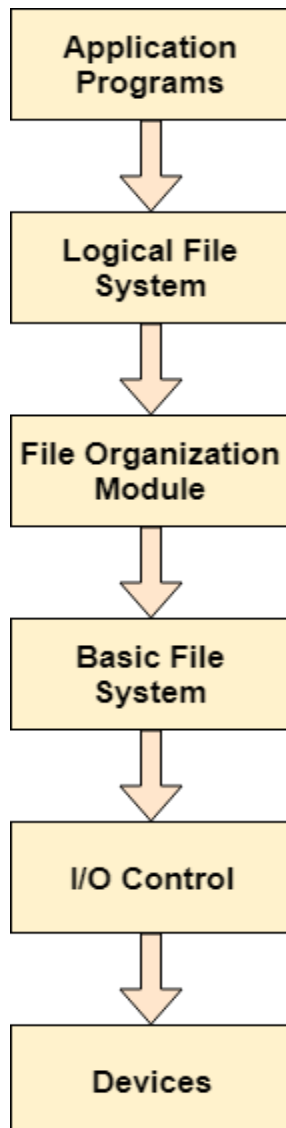 Application
Programs
Logical File
System
File Organization
Module
Basic File
System
I/O Control
Devices